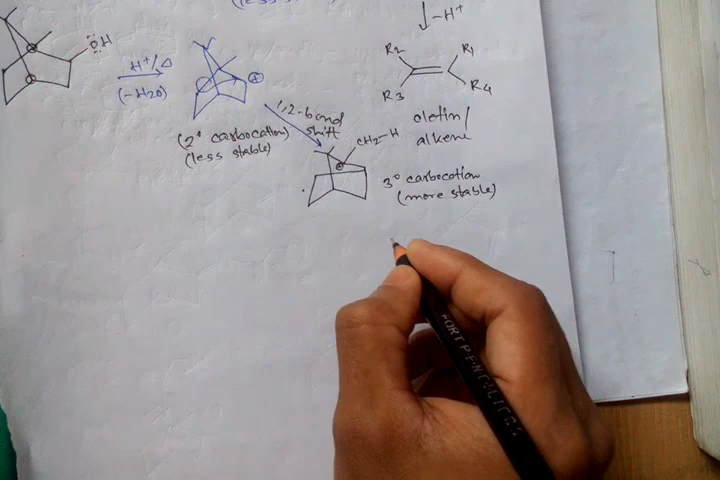 −H⁺
R2 R1
R3 R4
olefin/
alkene
ÖH
H⁺/Δ
(−H2O)
⊕
(2° carbocation)
(less stable)
1,2-bond
shift
CH2−H
⊕
3° carbocation
(more stable)